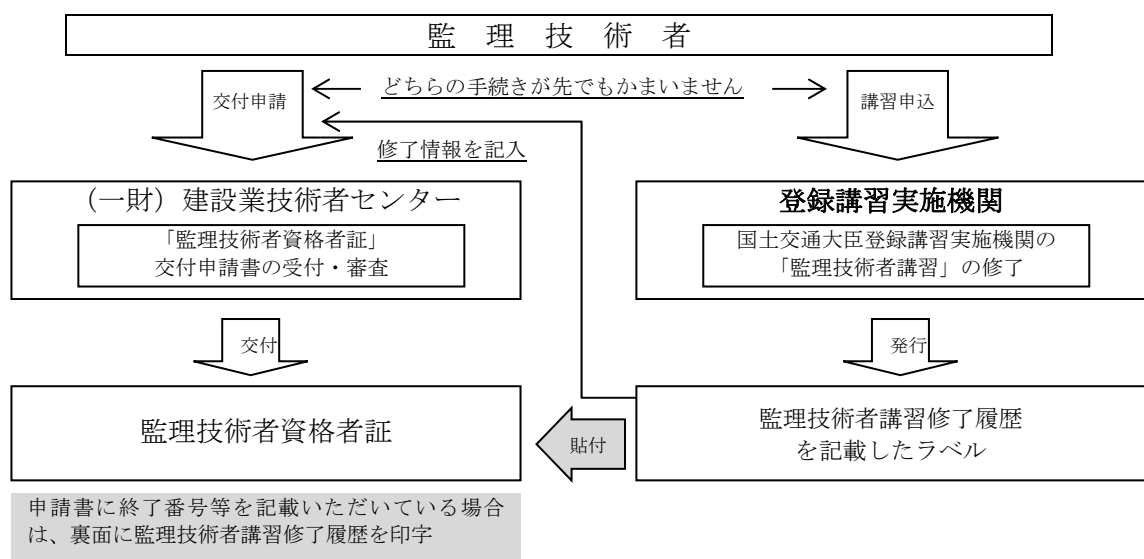 監理技術者
交付申請
どちらの手続きが先でもかまいません
講習申込
修了情報を記入
（一財）建設業技術者センター
「監理技術者資格者証」
交付申請書の受付・審査
登録講習実施機関
国土交通大臣登録講習実施機関の
「監理技術者講習」の修了
交付
発行
監理技術者資格者証
貼付
監理技術者講習修了履歴
を記載したラベル
申請書に終了番号等を記載いただいている場合
は、裏面に監理技術者講習修了履歴を印字